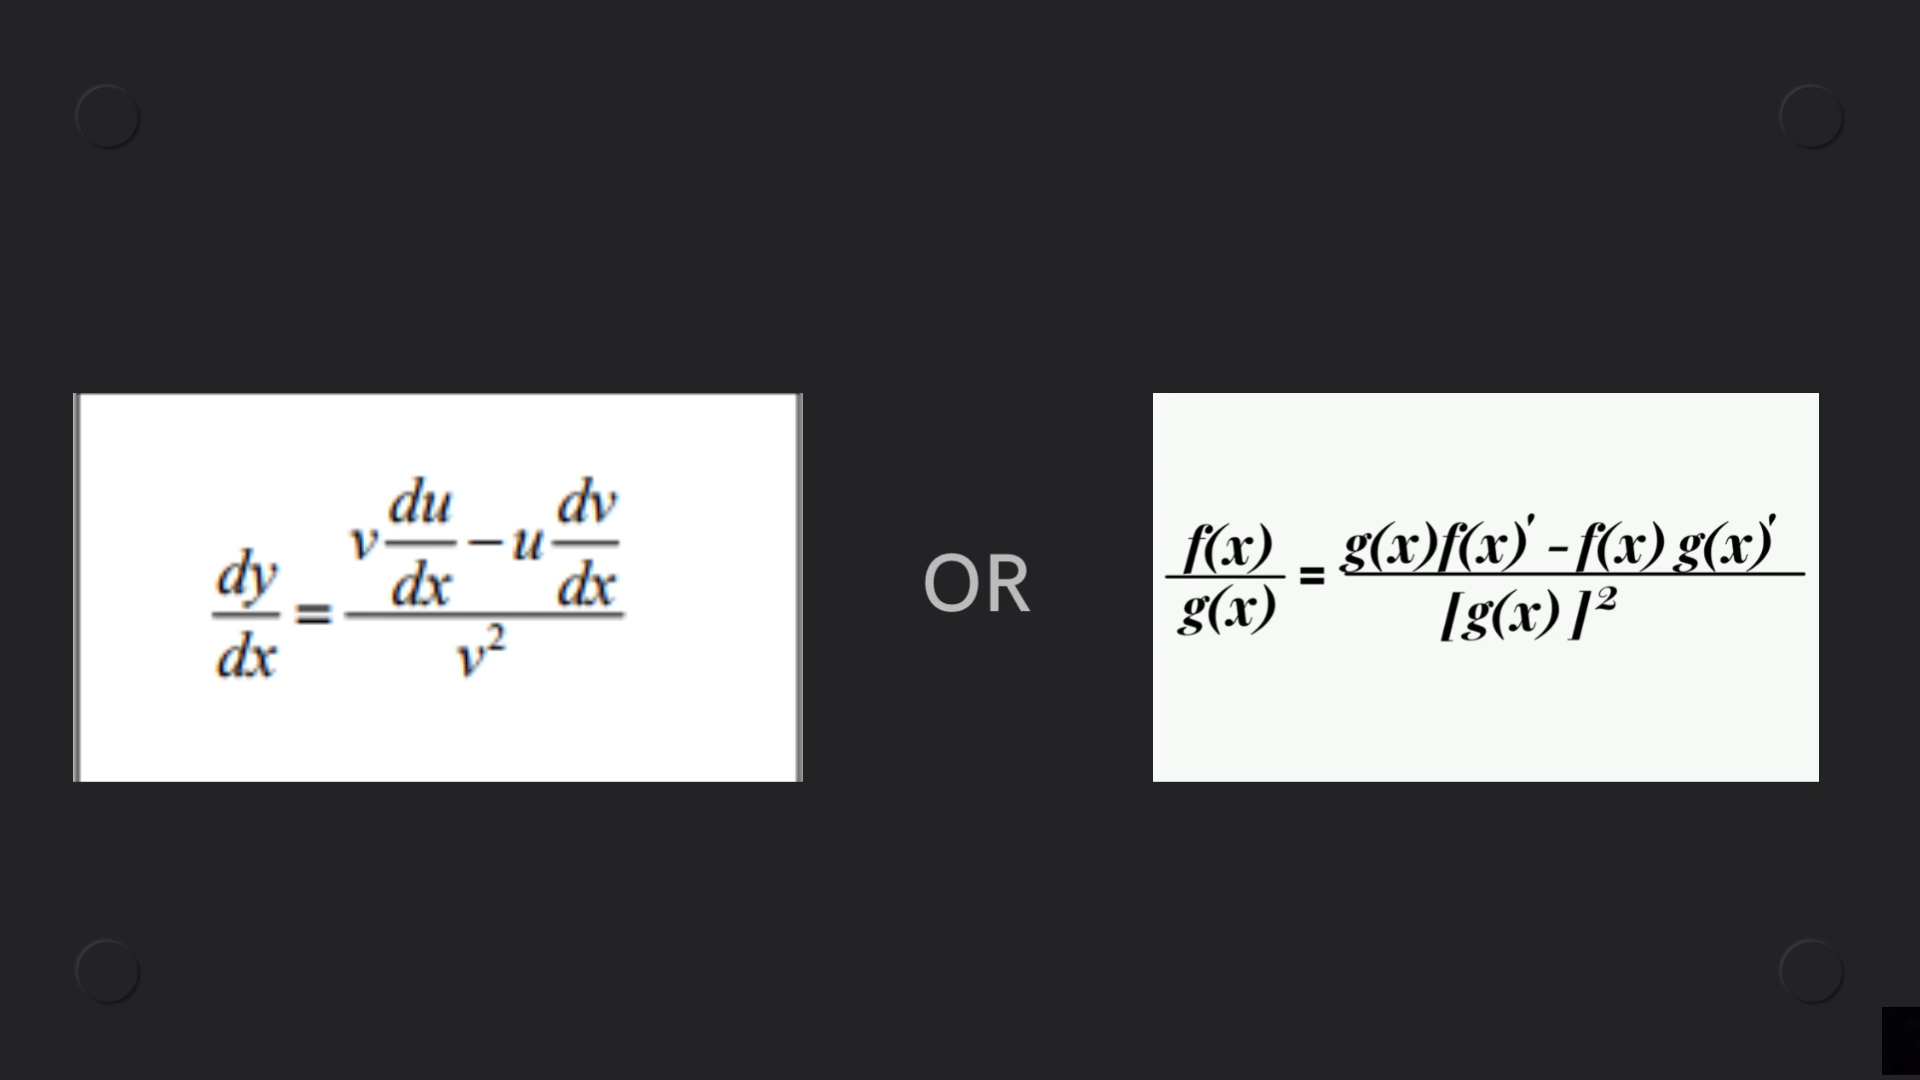 dy/dx = (v du/dx − u dv/dx) / v²
OR
f(x)/g(x) = g(x)f(x)' - f(x) g(x)' / [g(x)]²